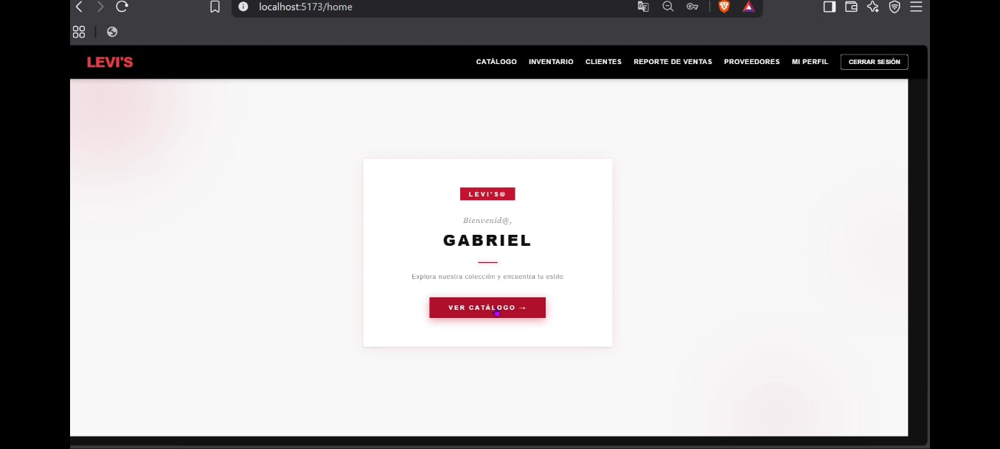 localhost:5173/home
LEVI'S
CATÁLOGO INVENTARIO CLIENTES REPORTE DE VENTAS PROVEEDORES MI PERFIL CERRAR SESIÓN
LEVI'S®
Bienvenid@,
GABRIEL
Explora nuestra colección y encuentra tu estilo
VER CATÁLOGO →